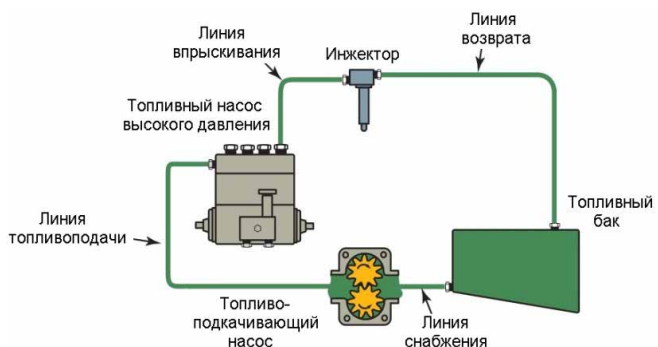 Линия
впрыскивания
Инжектор
Линия
возврата
Топливный насос
высокого давления
Топливный
бак
Линия
топливоподачи
Топливо-
подкачивающий
насос
Линия
снабжения